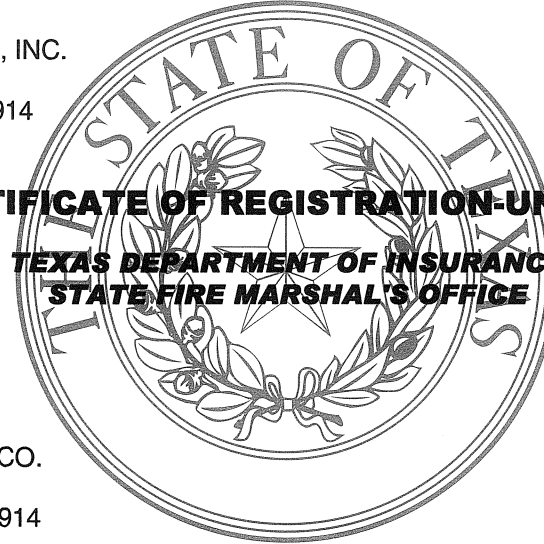 , INC.
914
THE STATE OF TEXAS
TIFICATE OF REGISTRATION-UN
TEXAS DEPARTMENT OF INSURANC
STATE FIRE MARSHAL'S OFFICE
CO.
914